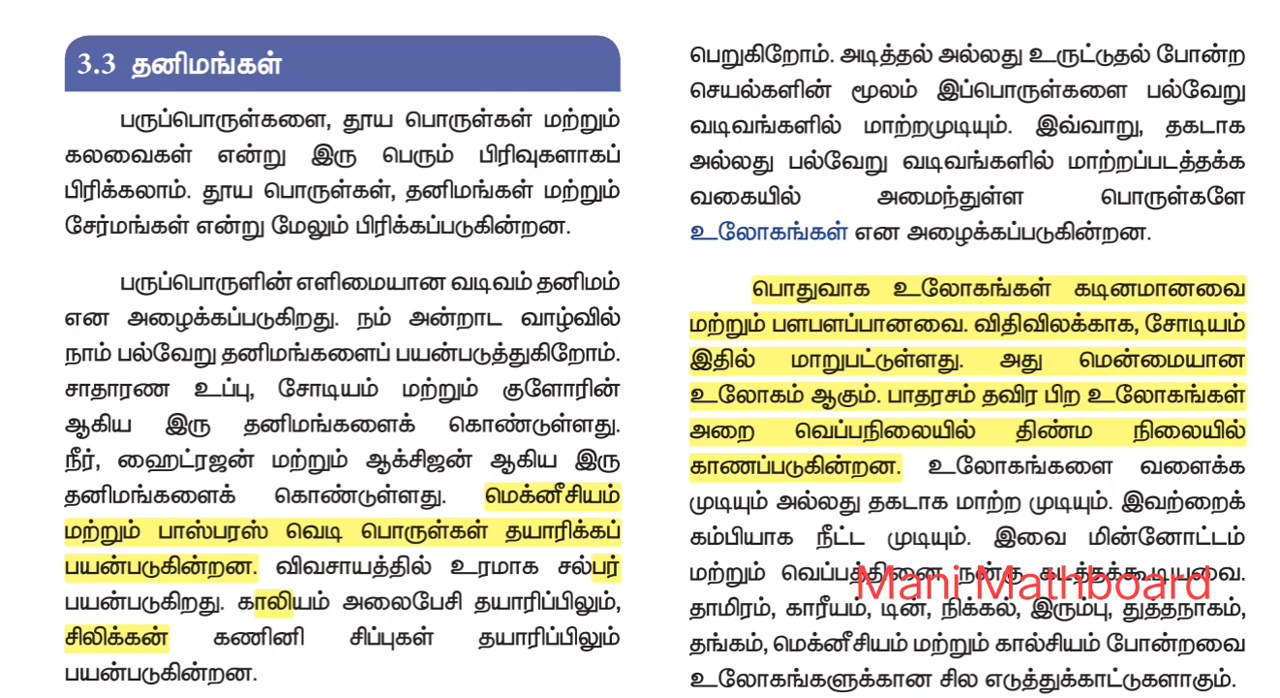 3.3 தனிமங்கள்
பருப்பொருள்களை, தூய பொருள்கள் மற்றும்
கலவைகள் என்று இரு பெரும் பிரிவுகளாகப்
பிரிக்கலாம். தூய பொருள்கள், தனிமங்கள் மற்றும்
சேர்மங்கள் என்று மேலும் பிரிக்கப்படுகின்றன.
பருப்பொருளின் எளிமையான வடிவம் தனிமம்
என அழைக்கப்படுகிறது. நம் அன்றாட வாழ்வில்
நாம் பல்வேறு தனிமங்களைப் பயன்படுத்துகிறோம்.
சாதாரண உப்பு, சோடியம் மற்றும் குளோரின்
ஆகிய இரு தனிமங்களைக் கொண்டுள்ளது.
நீர், ஹைட்ரஜன் மற்றும் ஆக்சிஜன் ஆகிய இரு
தனிமங்களைக் கொண்டுள்ளது. மெக்னீசியம்
மற்றும் பாஸ்பரஸ் வெடி பொருள்கள் தயாரிக்கப்
பயன்படுகின்றன. விவசாயத்தில் உரமாக சல்பர்
பயன்படுகிறது. காலியம் அலைபேசி தயாரிப்பிலும்,
சிலிக்கன் கணினி சிப்புகள் தயாரிப்பிலும்
பயன்படுகின்றன.
பெறுகிறோம். அடித்தல் அல்லது உருட்டுதல் போன்ற
செயல்களின் மூலம் இப்பொருள்களை பல்வேறு
வடிவங்களில் மாற்றமுடியும். இவ்வாறு, தகடாக
அல்லது பல்வேறு வடிவங்களில் மாற்றப்படத்தக்க
வகையில் அமைந்துள்ள பொருள்களே
உலோகங்கள் என அழைக்கப்படுகின்றன.
பொதுவாக உலோகங்கள் கடினமானவை
மற்றும் பளபளப்பானவை. விதிவிலக்காக, சோடியம்
இதில் மாறுபட்டுள்ளது. அது மென்மையான
உலோகம் ஆகும். பாதரசம் தவிர பிற உலோகங்கள்
அறை வெப்பநிலையில் திண்ம நிலையில்
காணப்படுகின்றன. உலோகங்களை வளைக்க
முடியும் அல்லது தகடாக மாற்ற முடியும். இவற்றைக்
கம்பியாக நீட்ட முடியும். இவை மின்னோட்டம்
மற்றும் வெப்பத்தினை நன்கு கடத்தக்கூடியவை.
Mani Mathboard
தாமிரம், காரீயம், டின், நிக்கல், இரும்பு, துத்தநாகம்,
தங்கம், மெக்னீசியம் மற்றும் கால்சியம் போன்றவை
உலோகங்களுக்கான சில எடுத்துக்காட்டுகளாகும்.